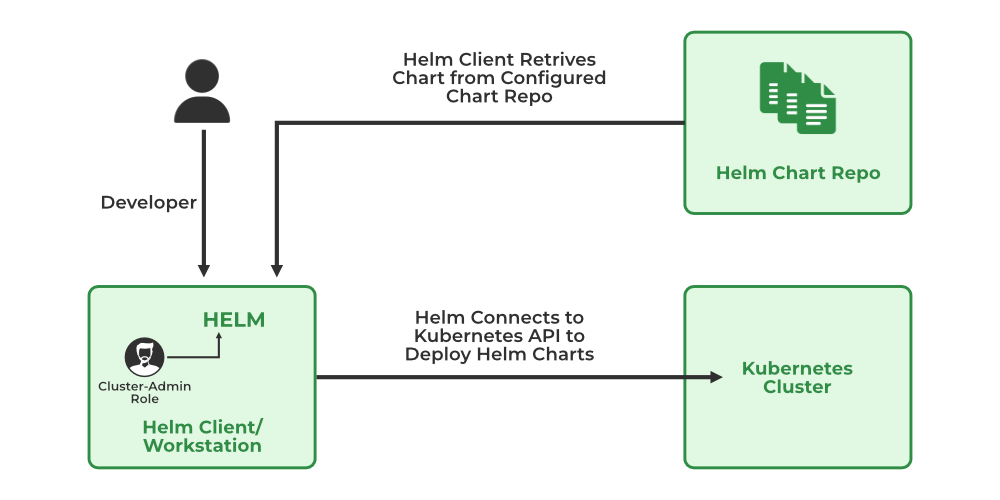 Helm Client Retrives
Chart from Configured
Chart Repo
Helm Chart Repo
Developer
HELM
Cluster-Admin
Role
Helm Client/
Workstation
Helm Connects to
Kubernetes API to
Deploy Helm Charts
Kubernetes
Cluster